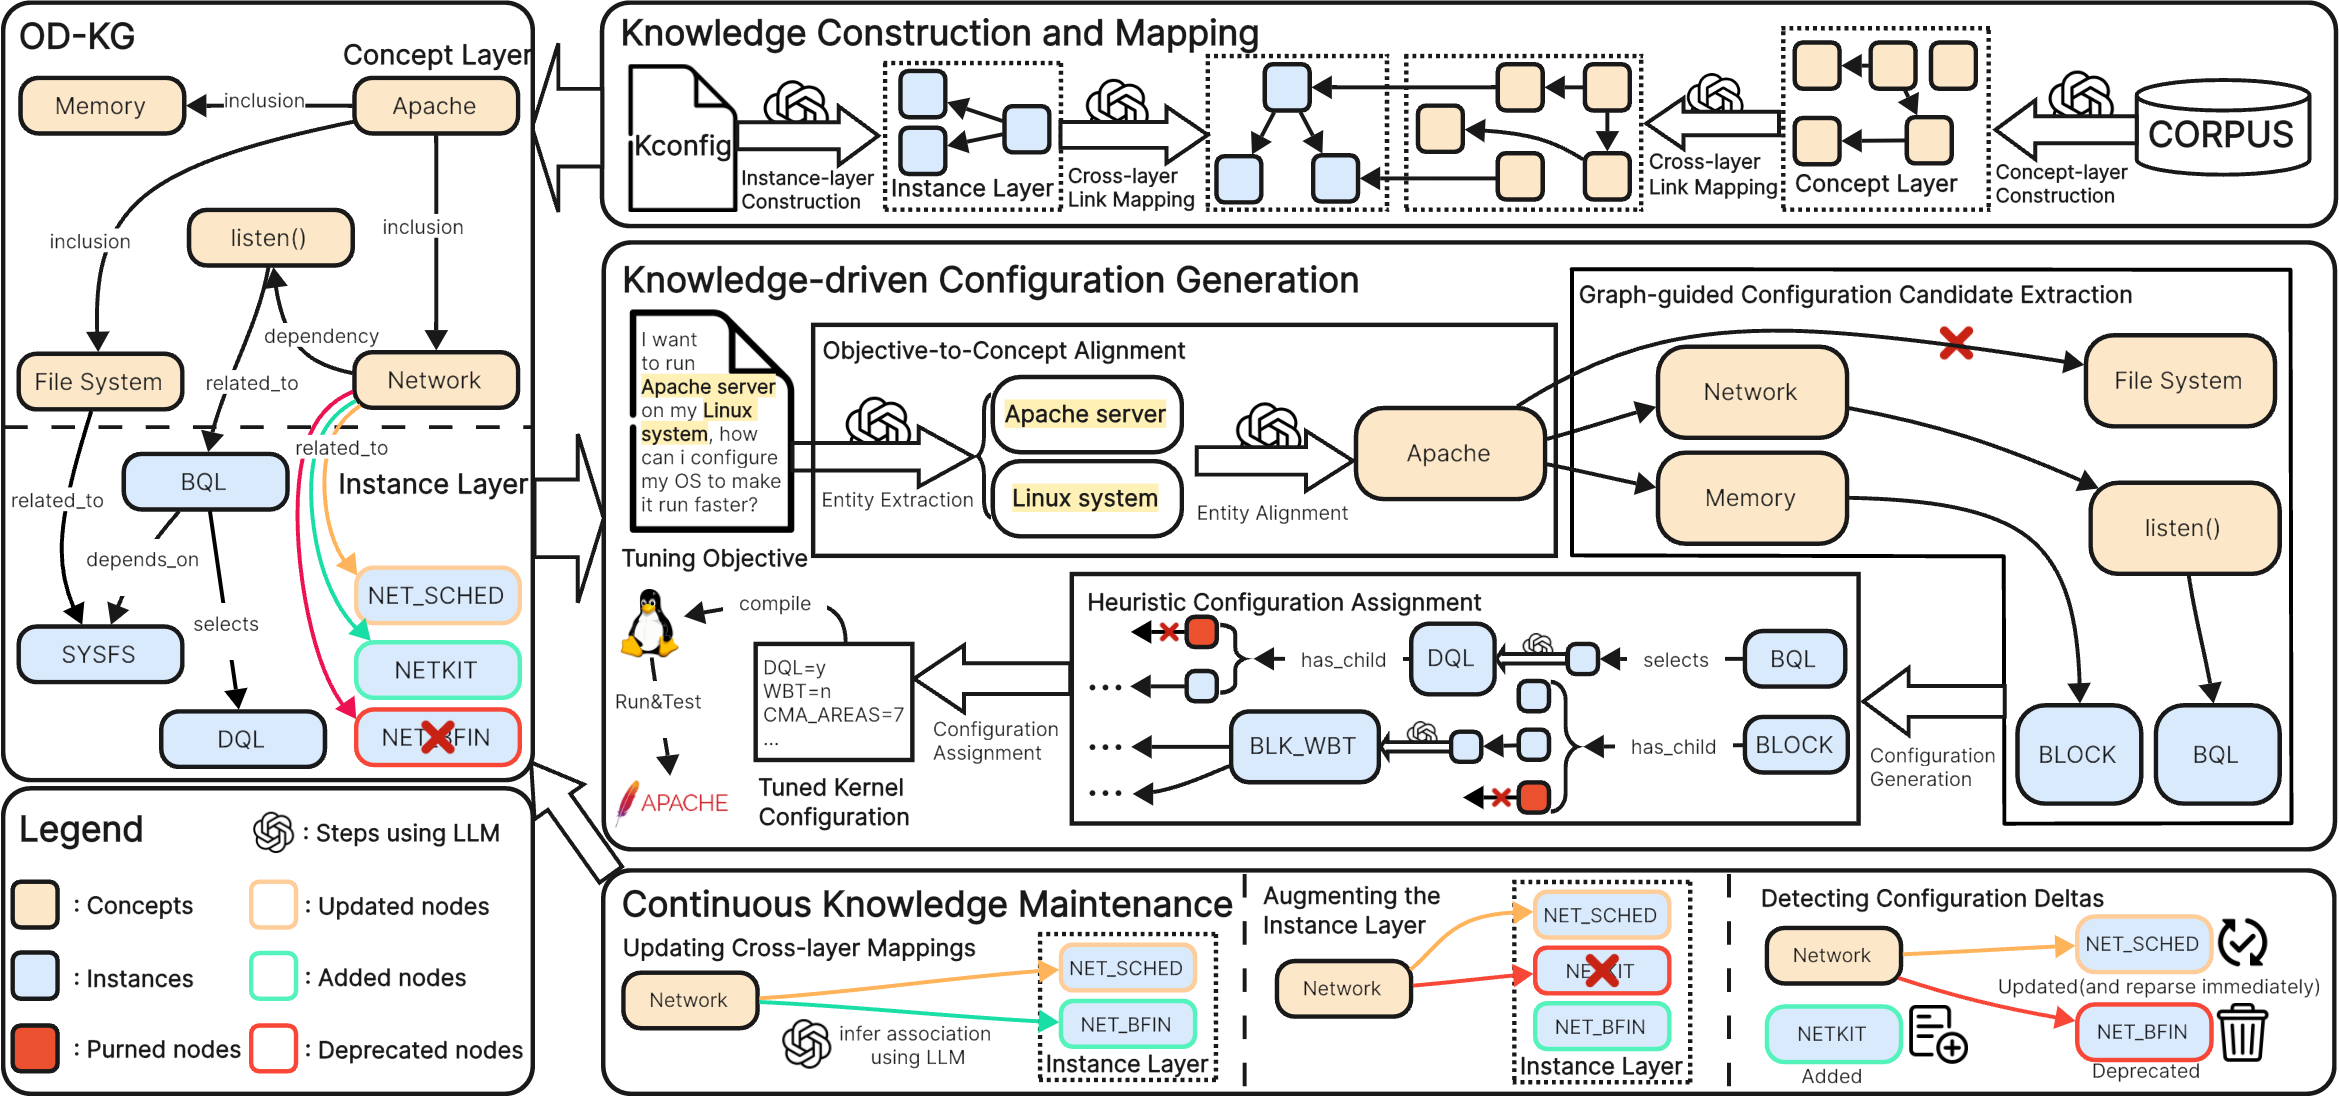 OD-KG
Concept Layer
Memory
inclusion
Apache
inclusion
inclusion
listen()
dependency
File System
related_to
Network
related_to
BQL
Instance Layer
related_to
depends_on
NET_SCHED
selects
SYSFS
NETKIT
DQL
NET_BFIN
Legend
: Steps using LLM
: Concepts
: Updated nodes
: Instances
: Added nodes
: Purned nodes
: Deprecated nodes
Knowledge Construction and Mapping
Kconfig
Instance-layer
Construction
Instance Layer
Cross-layer
Link Mapping
Cross-layer
Link Mapping
Concept Layer
Concept-layer
Construction
CORPUS
Knowledge-driven Configuration Generation
I want
to run
Apache server
on my Linux
system, how
can i configure
my OS to make
it run faster?
Tuning Objective
Objective-to-Concept Alignment
Entity Extraction
Apache server
Linux system
Entity Alignment
Apache
Graph-guided Configuration Candidate Extraction
Network
Memory
File System
listen()
BLOCK
BQL
Configuration
Generation
Heuristic Configuration Assignment
has_child
DQL
selects
BQL
...
...
BLK_WBT
has_child
BLOCK
...
Configuration
Assignment
compile
DQL=y
WBT=n
CMA_AREAS=7
...
Tuned Kernel
Configuration
Run&Test
APACHE
Continuous Knowledge Maintenance
Updating Cross-layer Mappings
Network
NET_SCHED
NET_BFIN
infer association
using LLM
Instance Layer
Augmenting the
Instance Layer
Network
NET_SCHED
NETKIT
NET_BFIN
Instance Layer
Detecting Configuration Deltas
Network
NET_SCHED
Updated(and reparse immediately)
NETKIT
Added
NET_BFIN
Deprecated